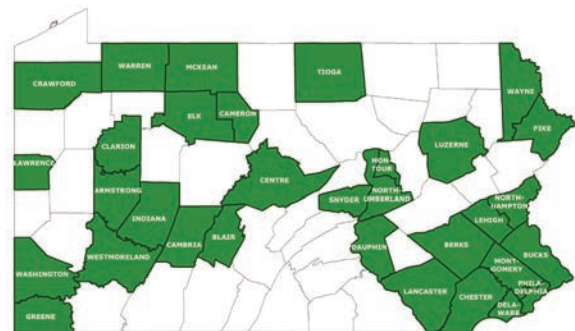 WARREN
MCKEAN
TIOGA
CRAWFORD
WAYNE
ELK
CAMERON
PIKE
CLARION
LUZERNE
LAWRENCE
MON-
TOUR
CENTRE
ARMSTRONG
SNYDER
NORTH-
UMBERLAND
NORTH-
HAMPTON
INDIANA
LEHIGH
CAMBRIA
BLAIR
DAUPHIN
BERKS
WESTMORELAND
BUCKS
MONT-
GOMERY
WASHINGTON
PHILA-
DELPHIA
LANCASTER
CHESTER
DELA-
WARE
GREENE